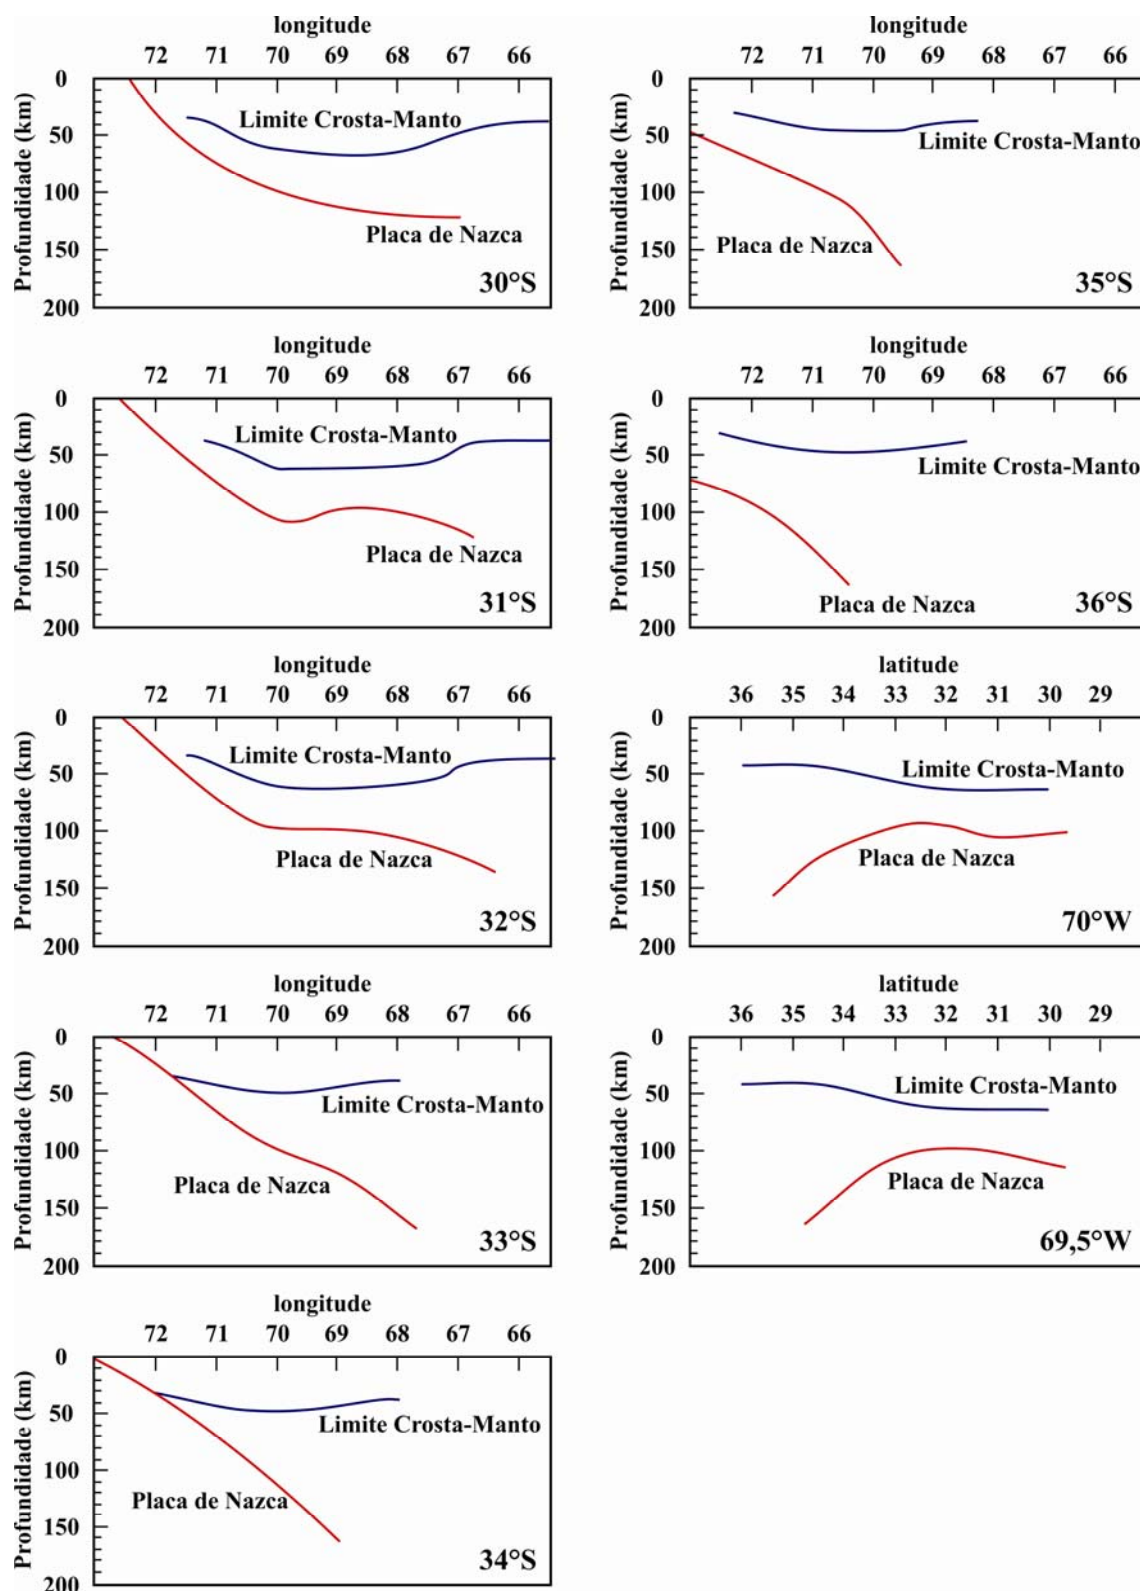 longitude
72 71 70 69 68 67 66
Profundidade (km)
0
50
100
150
200
Limite Crosta-Manto
Placa de Nazca
30°S
longitude
72 71 70 69 68 67 66
Profundidade (km)
0
50
100
150
200
Limite Crosta-Manto
Placa de Nazca
35°S
longitude
72 71 70 69 68 67 66
Profundidade (km)
0
50
100
150
200
Limite Crosta-Manto
Placa de Nazca
31°S
longitude
72 71 70 69 68 67 66
Profundidade (km)
0
50
100
150
200
Limite Crosta-Manto
Placa de Nazca
36°S
longitude
72 71 70 69 68 67 66
Profundidade (km)
0
50
100
150
200
Limite Crosta-Manto
Placa de Nazca
32°S
latitude
36 35 34 33 32 31 30 29
Profundidade (km)
0
50
100
150
200
Limite Crosta-Manto
Placa de Nazca
70°W
longitude
72 71 70 69 68 67 66
Profundidade (km)
0
50
100
150
200
Limite Crosta-Manto
Placa de Nazca
33°S
latitude
36 35 34 33 32 31 30 29
Profundidade (km)
0
50
100
150
200
Limite Crosta-Manto
Placa de Nazca
69,5°W
longitude
72 71 70 69 68 67 66
Profundidade (km)
0
50
100
150
200
Limite Crosta-Manto
Placa de Nazca
34°S